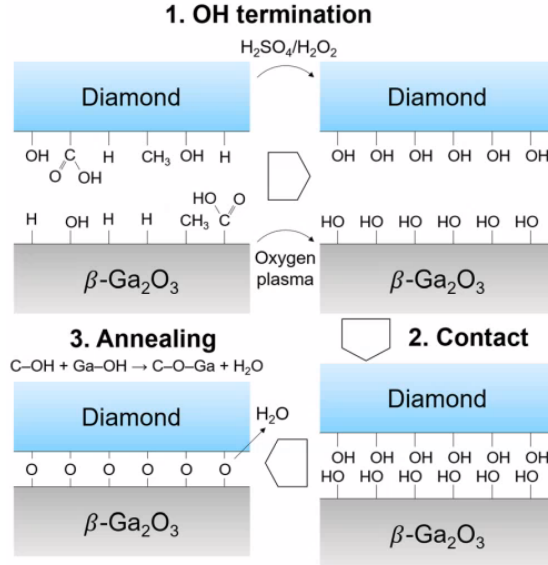 1. OH termination
H₂SO₄/H₂O₂
Diamond
Diamond
OH C H CH₃ OH H
O OH
OH OH OH OH OH OH
HO O
H OH H H CH₃ C
HO HO HO HO HO HO
Oxygen
plasma
β-Ga₂O₃
β-Ga₂O₃
3. Annealing
2. Contact
C–OH + Ga–OH → C–O–Ga + H₂O
Diamond
H₂O
O O O O O O
β-Ga₂O₃
Diamond
OH OH OH OH OH OH
HO HO HO HO HO HO
β-Ga₂O₃